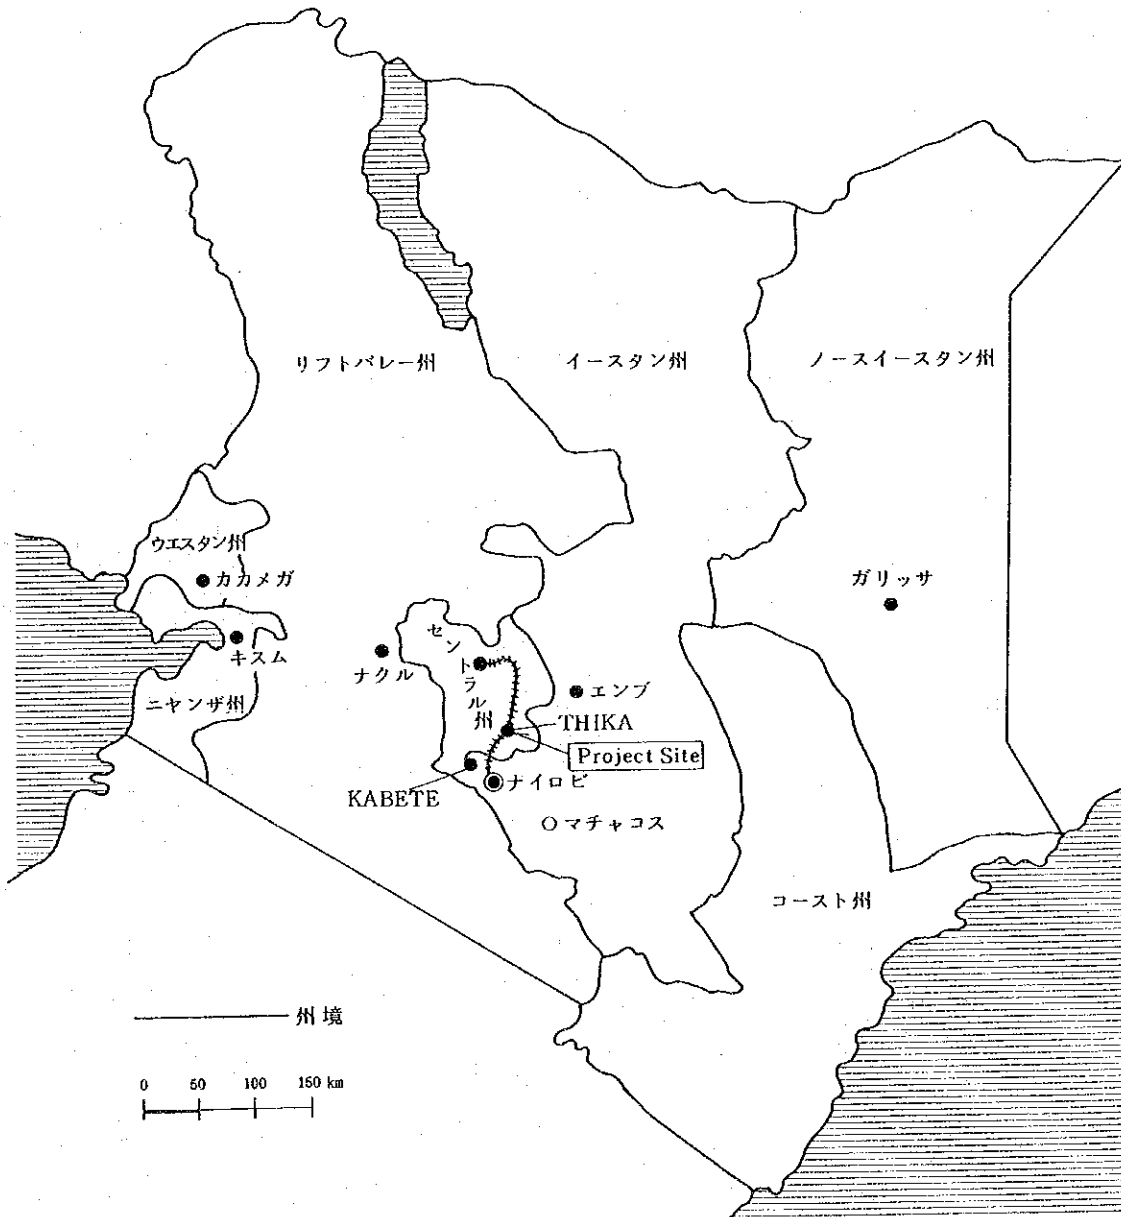 リフトバレー州
イースタン州
ノースイースタン州
ウエスタン州
カカメガ
ガリッサ
キスム
ナクル
セントラル州
エンブ
ニヤンザ州
THIKA
Project Site
KABETE
ナイロビ
マチャコス
コースト州
州境
0 50 100 150 km